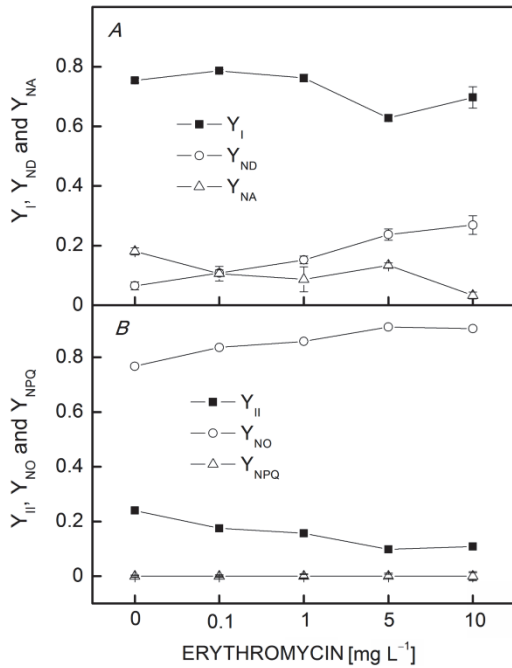 A
0.8
0.6
0.4
0.2
0
Y_I, Y_ND and Y_NA
Y_I
Y_ND
Y_NA
B
0.8
0.6
0.4
0.2
0
Y_II, Y_NO and Y_NPQ
Y_II
Y_NO
Y_NPQ
0 0.1 1 5 10
ERYTHROMYCIN [mg L⁻¹]